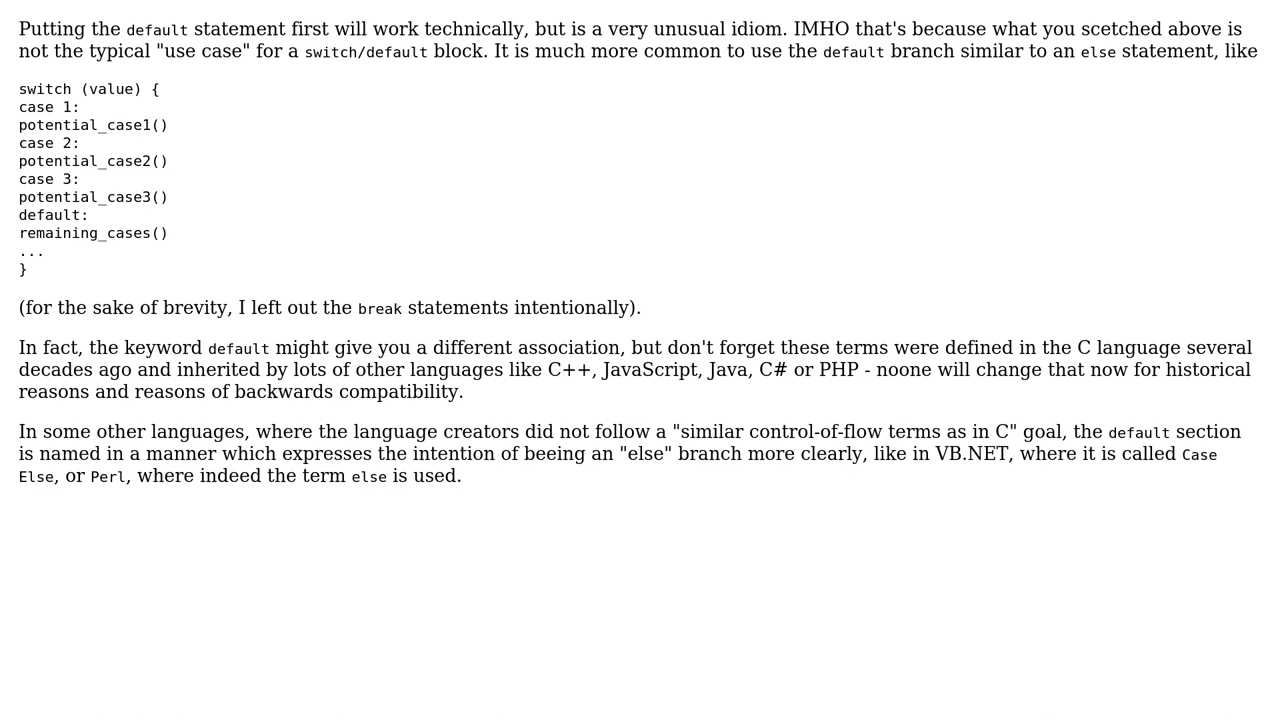 Putting the default statement first will work technically, but is a very unusual idiom. IMHO that's because what you scetched above is
not the typical "use case" for a switch/default block. It is much more common to use the default branch similar to an else statement, like
switch (value) {
case 1:
potential_case1()
case 2:
potential_case2()
case 3:
potential_case3()
default:
remaining_cases()
...
}
(for the sake of brevity, I left out the break statements intentionally).
In fact, the keyword default might give you a different association, but don't forget these terms were defined in the C language several
decades ago and inherited by lots of other languages like C++, JavaScript, Java, C# or PHP - noone will change that now for historical
reasons and reasons of backwards compatibility.
In some other languages, where the language creators did not follow a "similar control-of-flow terms as in C" goal, the default section
is named in a manner which expresses the intention of beeing an "else" branch more clearly, like in VB.NET, where it is called Case
Else, or Perl, where indeed the term else is used.